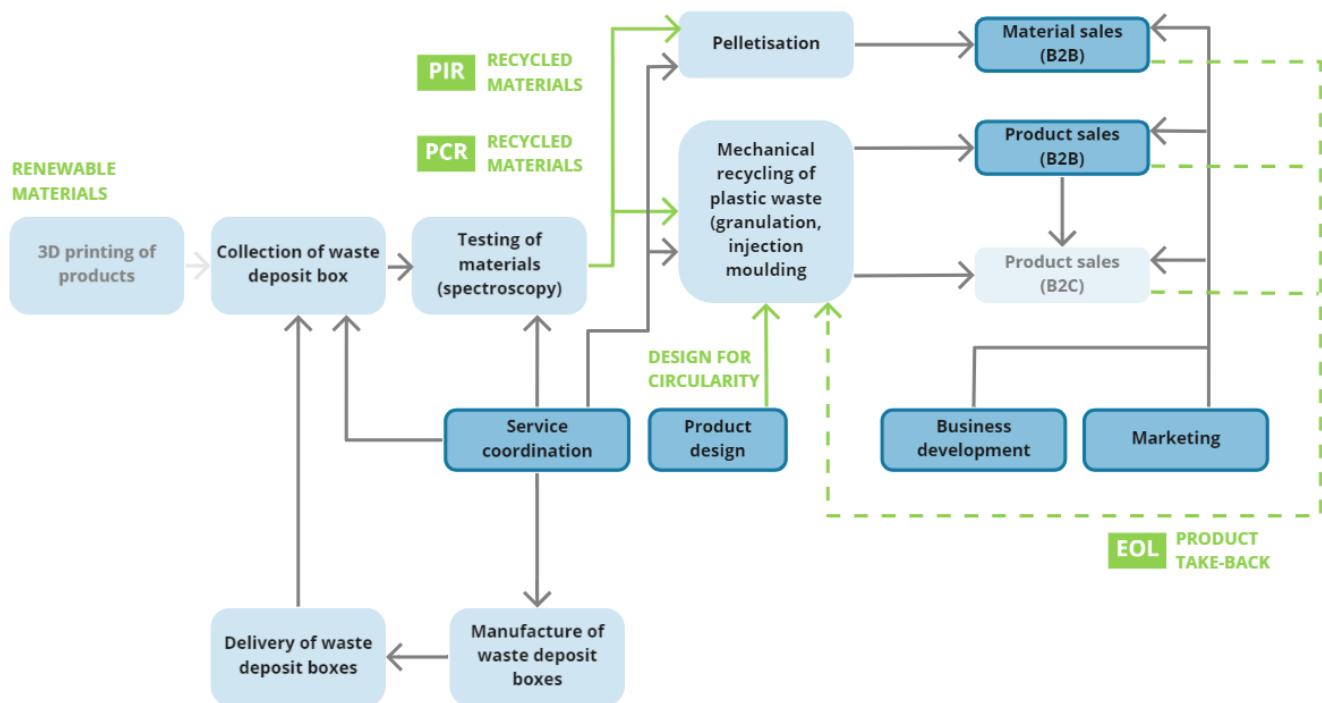 Pelletisation
Material sales
(B2B)
PIR
RECYCLED
MATERIALS
PCR
RECYCLED
MATERIALS
Mechanical
recycling of
plastic waste
(granulation,
injection
moulding
Product sales
(B2B)
RENEWABLE
MATERIALS
3D printing of
products
Collection of waste
deposit box
Testing of
materials
(spectroscopy)
Product sales
(B2C)
DESIGN FOR
CIRCULARITY
Service
coordination
Product
design
Business
development
Marketing
EOL
PRODUCT
TAKE-BACK
Delivery of waste
deposit boxes
Manufacture of
waste deposit
boxes